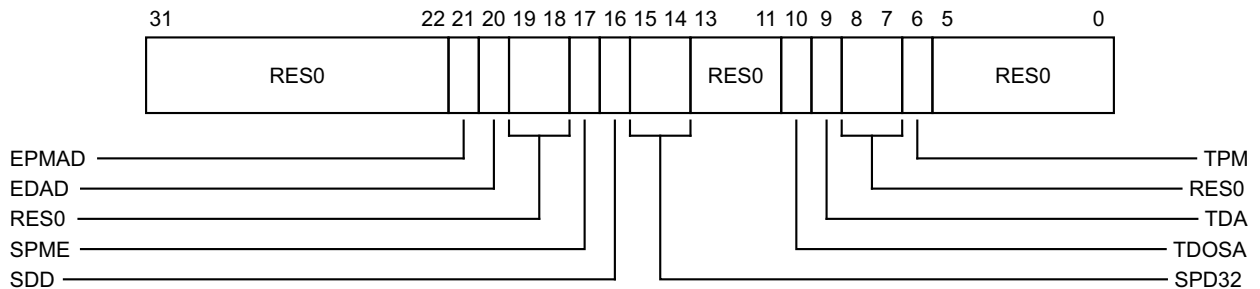 31 22 21 20 19 18 17 16 15 14 13 11 10 9 8 7 6 5 0
RES0 RES0 RES0
EPMAD TPM
EDAD RES0
RES0 TDA
SPME TDOSA
SDD SPD32